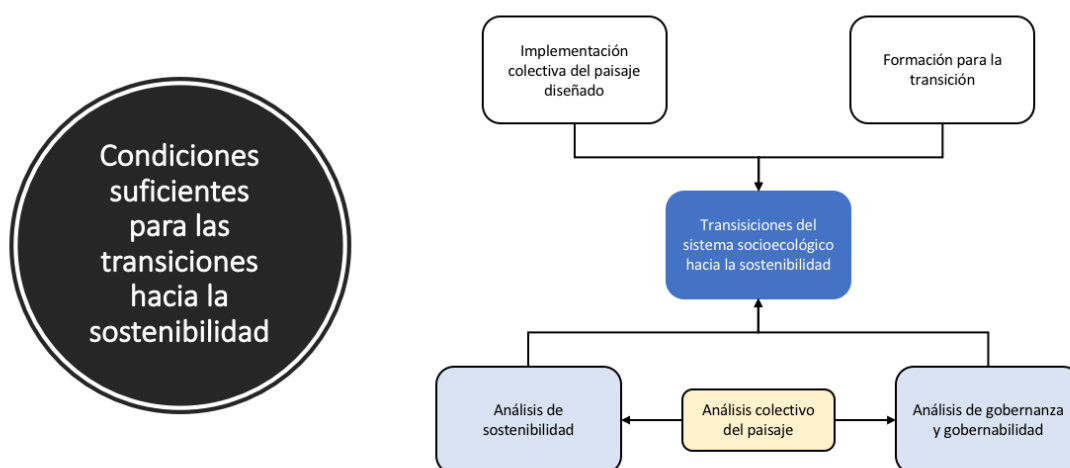 Condiciones
suficientes
para las
transiciones
hacia la
sostenibilidad
Implementación
colectiva del paisaje
diseñado
Formación para la
transición
Transisiciones del
sistema socioecológico
hacia la sostenibilidad
Análisis de
sostenibilidad
Análisis colectivo
del paisaje
Análisis de gobernanza
y gobernabilidad